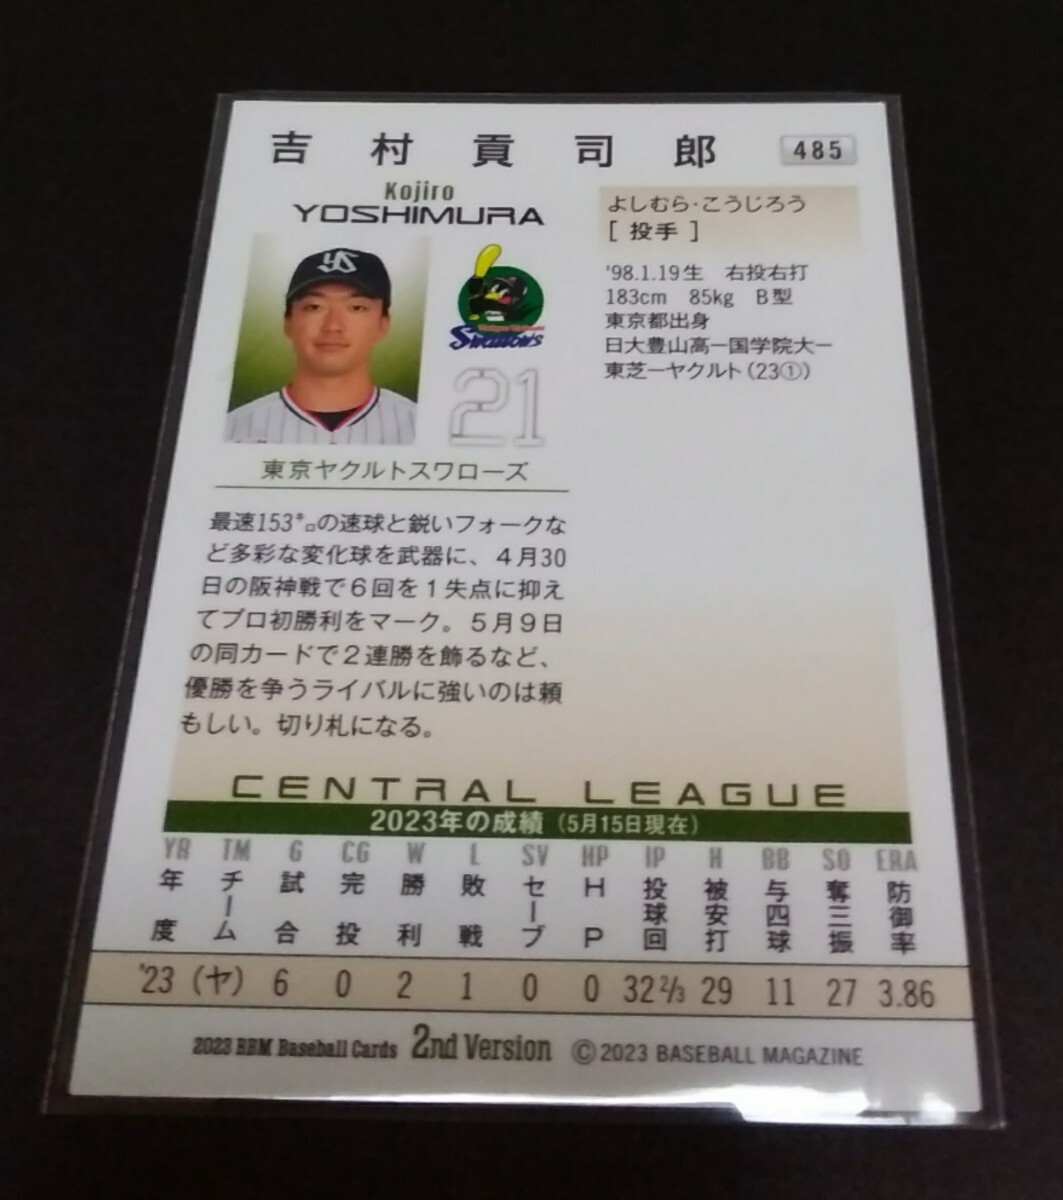 吉村貢司郎 485
Kojiro
YOSHIMURA
よしむら・こうじろう
[ 投手 ]
'98.1.19生 右投右打
183cm 85kg B型
東京都出身
日大豊山高ー国学院大ー
東芝ーヤクルト(23①)
YS
Swallows
21
東京ヤクルトスワローズ
最速153㌔の速球と鋭いフォークな
ど多彩な変化球を武器に、4月30
日の阪神戦で6回を1失点に抑え
てプロ初勝利をマーク。5月9日
の同カードで2連勝を飾るなど、
優勝を争うライバルに強いのは頼
もしい。切り札になる。
CENTRAL LEAGUE
2023年の成績(5月15日現在)
YR TM G CG W L SV HP IP H BB SO ERA
年度 チーム 試合 完投 勝利 敗戦 セーブ HP 投球回 被安打 与四球 奪三振 防御率
'23 (ヤ) 6 0 2 1 0 0 32 2/3 29 11 27 3.86
2023 BBM Baseball Cards 2nd Version ©2023 BASEBALL MAGAZINE